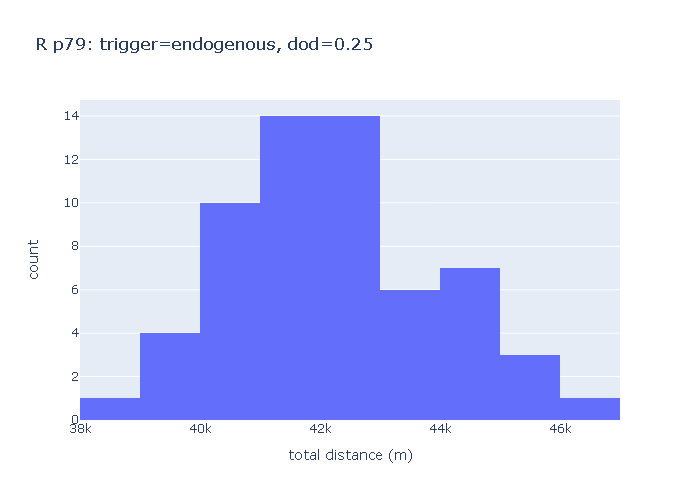 R p79: trigger=endogenous, dod=0.25
14
12
10
8
6
4
2
0
count
38k 40k 42k 44k 46k
total distance (m)